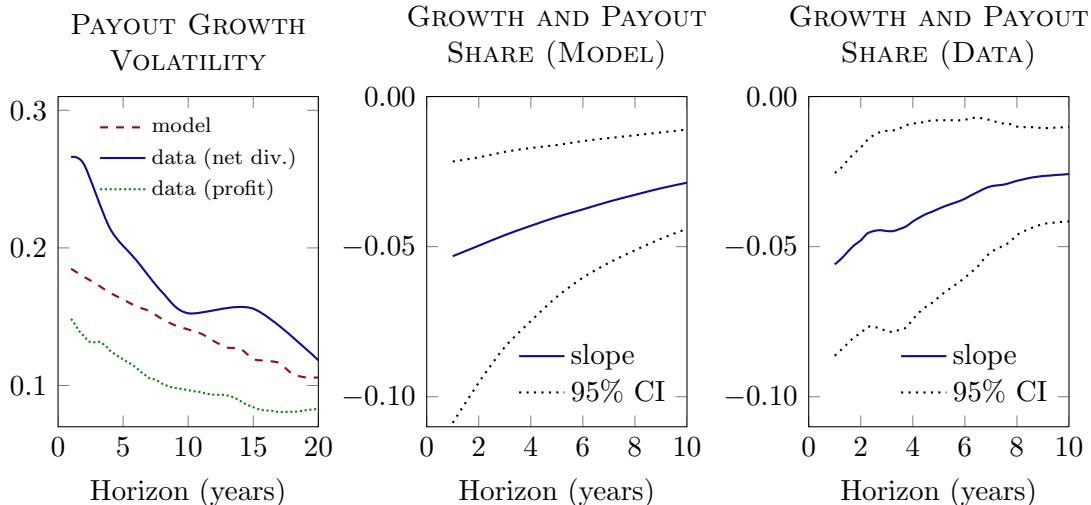 PAYOUT GROWTH
VOLATILITY
0.3
0.2
0.1
model
data (net div.)
data (profit)
0 5 10 15 20
Horizon (years)
GROWTH AND PAYOUT
SHARE (MODEL)
0.00
−0.05
−0.10
slope
95% CI
0 2 4 6 8 10
Horizon (years)
GROWTH AND PAYOUT
SHARE (DATA)
0.00
−0.05
−0.10
slope
95% CI
0 2 4 6 8 10
Horizon (years)